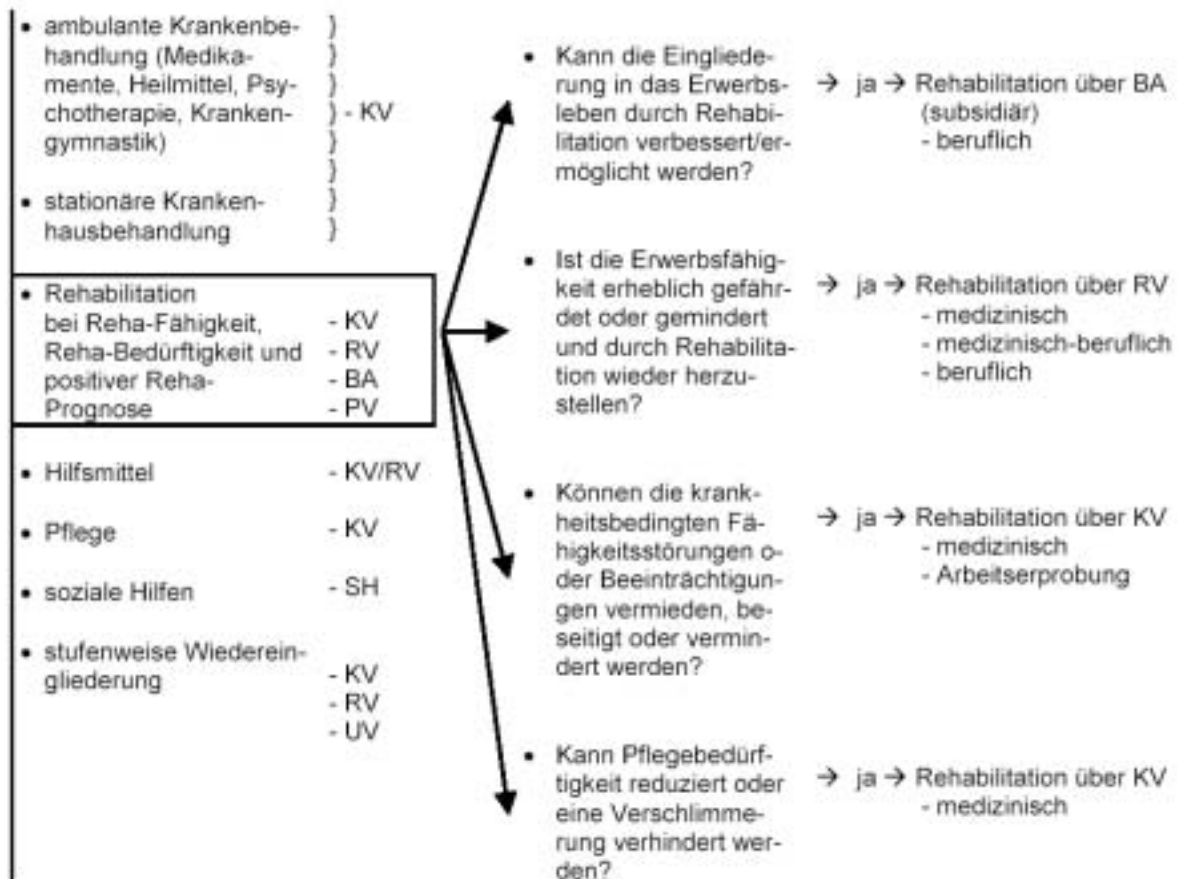 • ambulante Krankenbe- }
handlung (Medika- }
mente, Heilmittel, Psy- }
chotherapie, Kranken- } - KV
gymnastik) }
}
• stationäre Kranken- }
hausbehandlung }
• Rehabilitation
bei Reha-Fähigkeit, - KV
Reha-Bedürftigkeit und - RV
positiver Reha- - BA
Prognose - PV
• Hilfsmittel - KV/RV
• Pflege - KV
• soziale Hilfen - SH
• stufenweise Wiederein-
gliederung - KV
- RV
- UV
• Kann die Eingliede-
rung in das Erwerbs-
leben durch Rehabi-
litation verbessert/er-
möglicht werden?
→ ja → Rehabilitation über BA
(subsidiär)
- beruflich
• Ist die Erwerbsfähig-
keit erheblich gefähr-
det oder gemindert
und durch Rehabilita-
tion wieder herzu-
stellen?
→ ja → Rehabilitation über RV
- medizinisch
- medizinisch-beruflich
- beruflich
• Können die krank-
heitsbedingten Fä-
higkeitsstörungen o-
der Beeinträchtigun-
gen vermieden, be-
seitigt oder vermin-
dert werden?
→ ja → Rehabilitation über KV
- medizinisch
- Arbeitserprobung
• Kann Pflegebedürf-
tigkeit reduziert oder
eine Verschlimme-
rung verhindert wer-
den?
→ ja → Rehabilitation über KV
- medizinisch